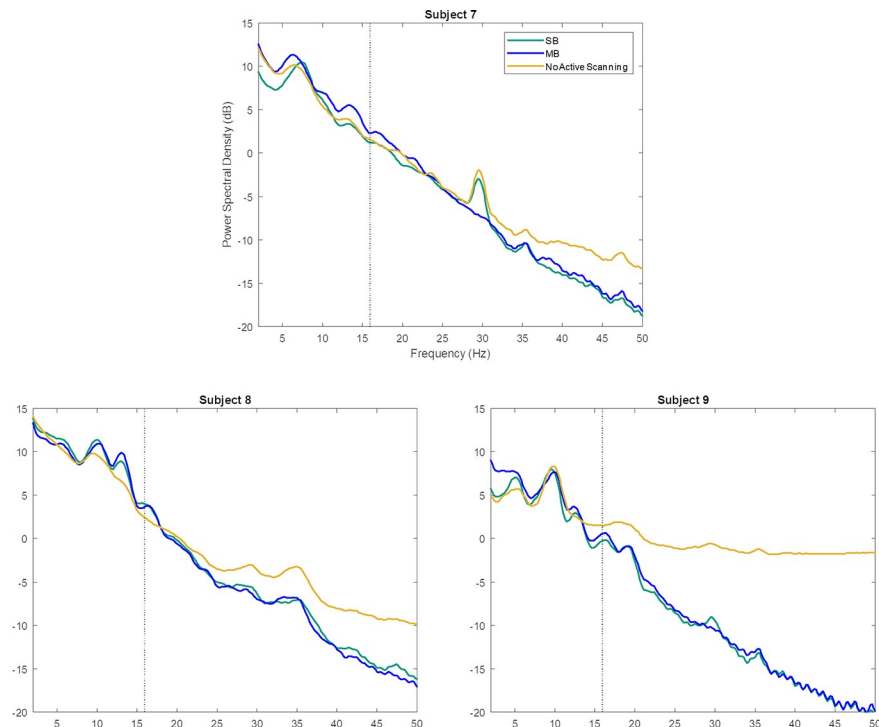 Subject 7
15
10
5
0
-5
-10
-15
-20
Power Spectral Density (dB)
SB
MB
NoActive Scanning
5 10 15 20 25 30 35 40 45 50
Frequency (Hz)
Subject 8
15
10
5
0
-5
-10
-15
-20
5 10 15 20 25 30 35 40 45 50
Subject 9
15
10
5
0
-5
-10
-15
-20
5 10 15 20 25 30 35 40 45 50